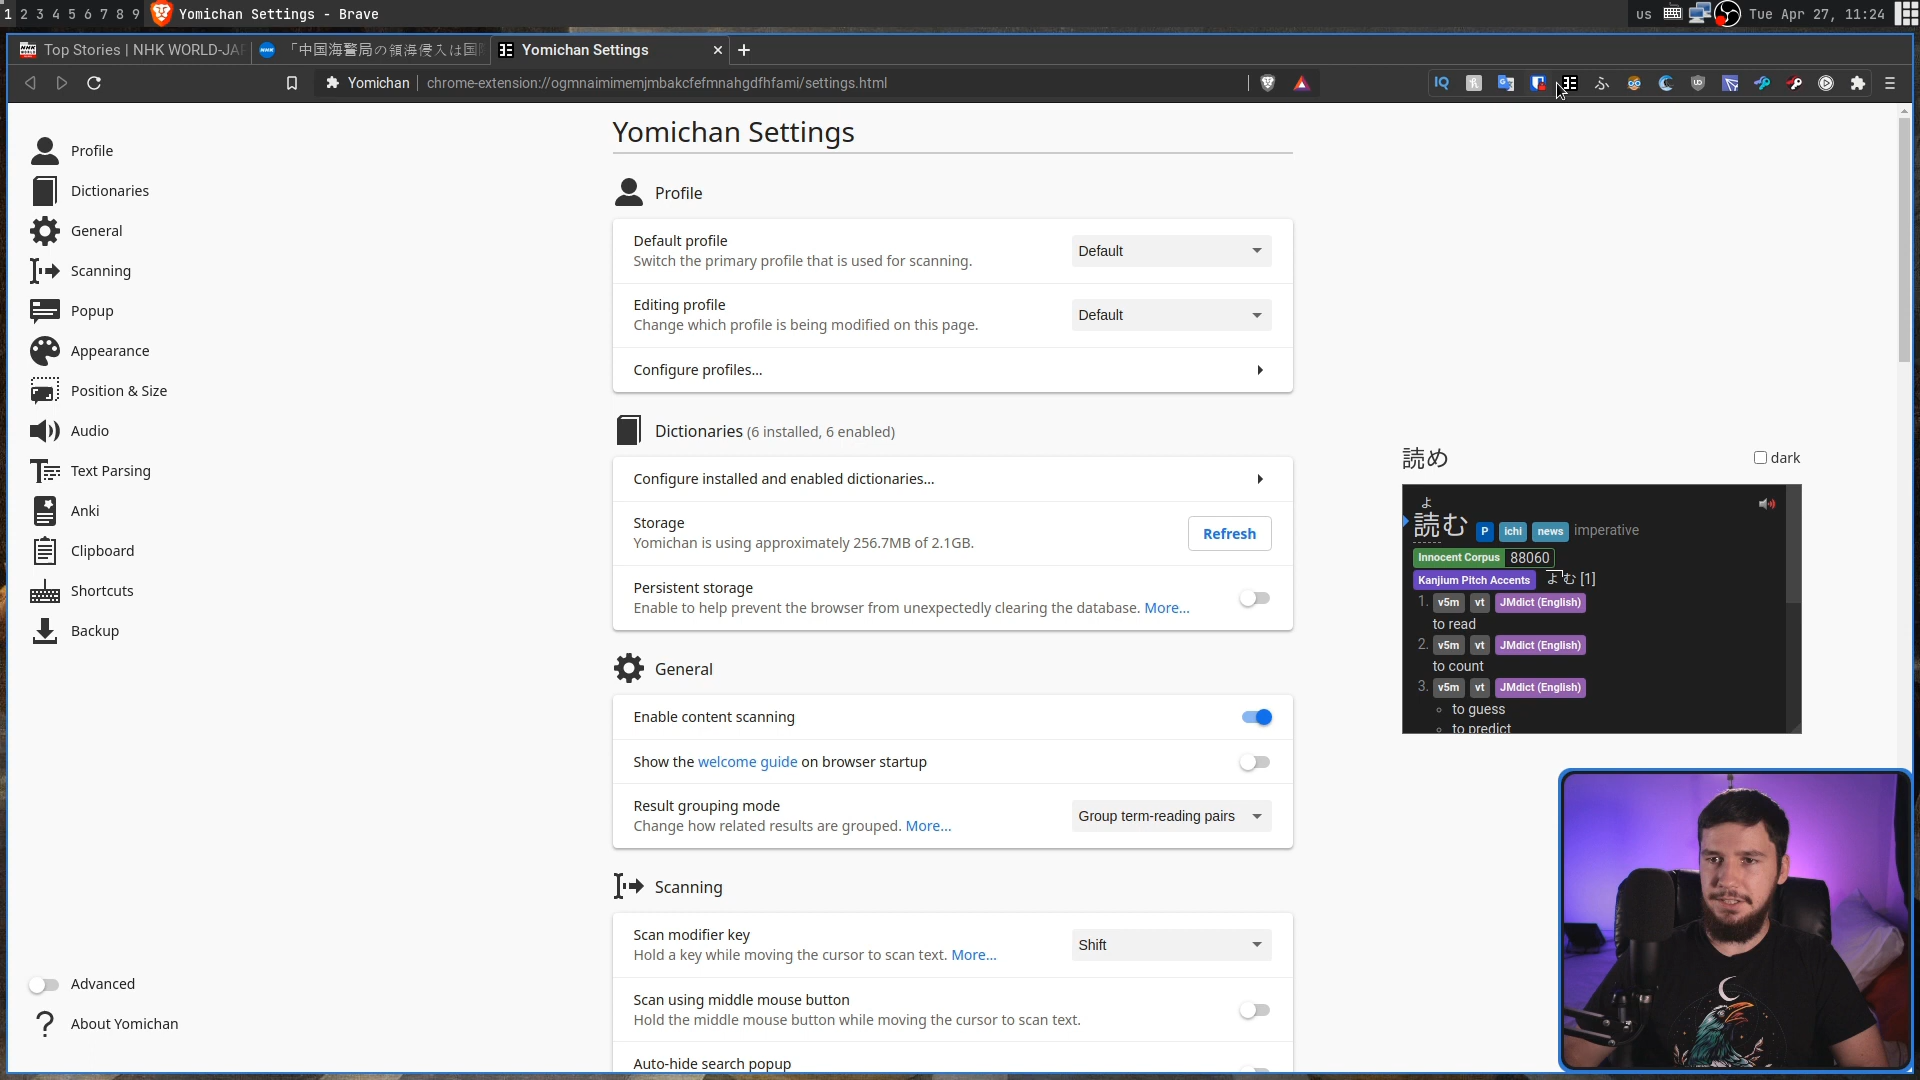 1 2 3 4 5 6 7 8 9 Yomichan Settings - Brave
us Tue Apr 27, 11:24
Top Stories | NHK WORLD-JAP
「中国海警局の領海侵入は国
Yomichan Settings
Yomichan chrome-extension://ogmnaimimemjmbakcfefmnahgdfhfami/settings.html
Profile
Dictionaries
General
Scanning
Popup
Appearance
Position & Size
Audio
Text Parsing
Anki
Clipboard
Shortcuts
Backup
Advanced
About Yomichan
Yomichan Settings
Profile
Default profile
Switch the primary profile that is used for scanning.
Default
Editing profile
Change which profile is being modified on this page.
Default
Configure profiles...
Dictionaries (6 installed, 6 enabled)
Configure installed and enabled dictionaries...
Storage
Yomichan is using approximately 256.7MB of 2.1GB.
Refresh
Persistent storage
Enable to help prevent the browser from unexpectedly clearing the database. More...
General
Enable content scanning
Show the welcome guide on browser startup
Result grouping mode
Change how related results are grouped. More...
Group term-reading pairs
Scanning
Scan modifier key
Hold a key while moving the cursor to scan text. More...
Shift
Scan using middle mouse button
Hold the middle mouse button while moving the cursor to scan text.
Auto-hide search popup
読め
dark
よ
読む P ichi news imperative
Innocent Corpus 88060
Kanjium Pitch Accents よむ [1]
1. v5m vt JMdict (English)
to read
2. v5m vt JMdict (English)
to count
3. v5m vt JMdict (English)
to guess
to predict